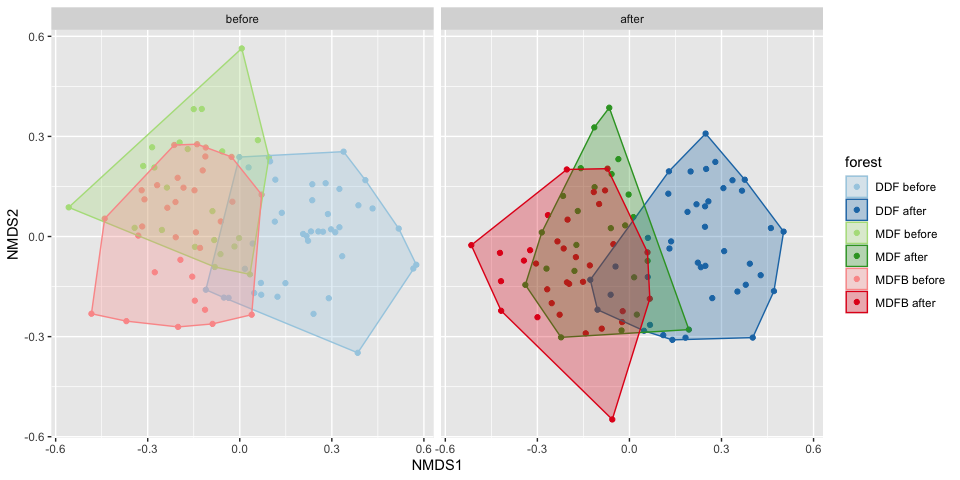 before
after
0.6
0.3
0.0
-0.3
-0.6
NMDS2
-0.6 -0.3 0.0 0.3 0.6 -0.6 -0.3 0.0 0.3 0.6
NMDS1
forest
DDF before
DDF after
MDF before
MDF after
MDFB before
MDFB after